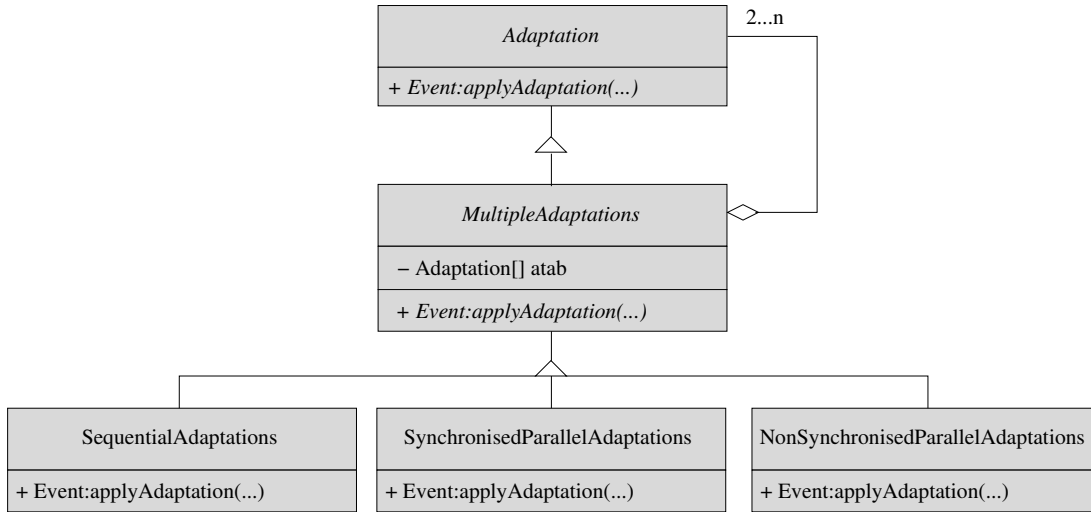 2...n
Adaptation
+ Event:applyAdaptation(...)
MultipleAdaptations
− Adaptation[] atab
+ Event:applyAdaptation(...)
SequentialAdaptations
+ Event:applyAdaptation(...)
SynchronisedParallelAdaptations
+ Event:applyAdaptation(...)
NonSynchronisedParallelAdaptations
+ Event:applyAdaptation(...)